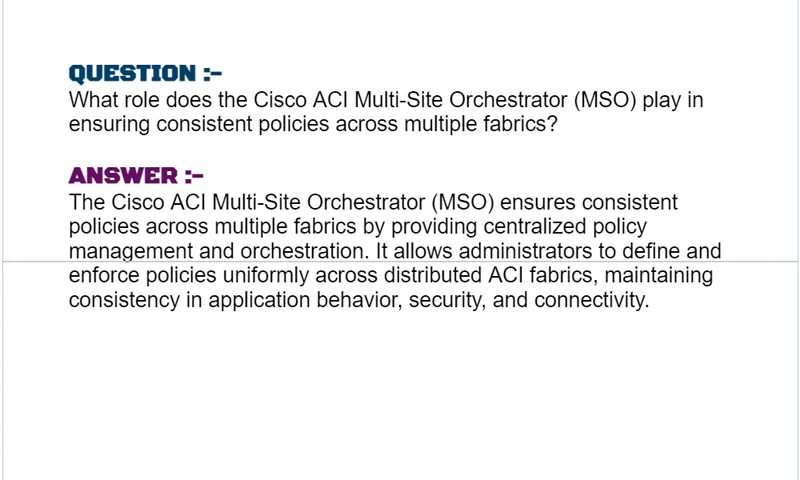 QUESTION :-
What role does the Cisco ACI Multi-Site Orchestrator (MSO) play in
ensuring consistent policies across multiple fabrics?
ANSWER :-
The Cisco ACI Multi-Site Orchestrator (MSO) ensures consistent
policies across multiple fabrics by providing centralized policy
management and orchestration. It allows administrators to define and
enforce policies uniformly across distributed ACI fabrics, maintaining
consistency in application behavior, security, and connectivity.